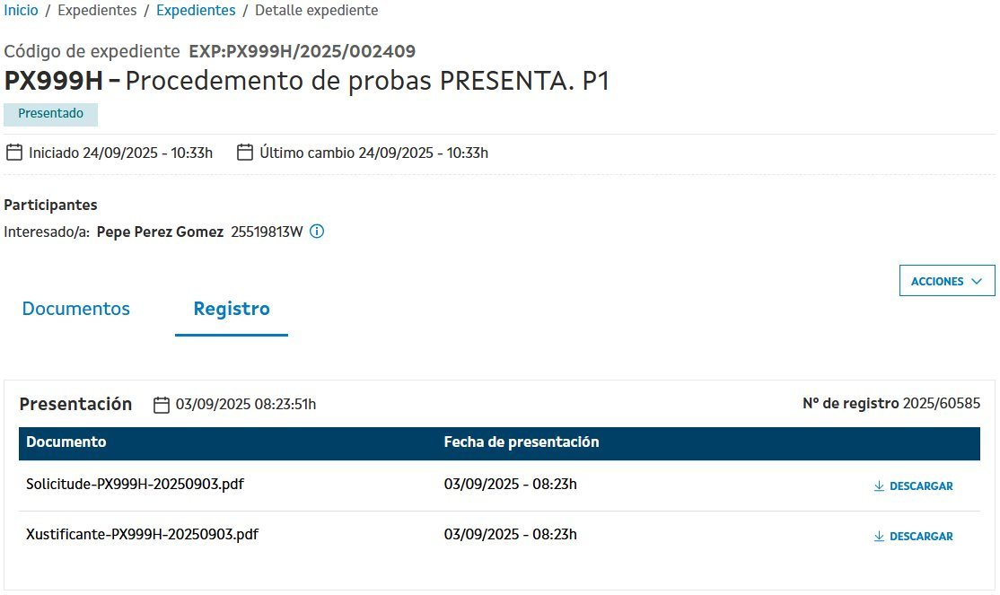 Inicio / Expedientes / Expedientes / Detalle expediente
Código de expediente EXP:PX999H/2025/002409
PX999H – Procedemento de probas PRESENTA. P1
Presentado
Iniciado 24/09/2025 - 10:33h Último cambio 24/09/2025 - 10:33h
Participantes
Interesado/a: Pepe Perez Gomez 25519813W
ACCIONES
Documentos Registro
Presentación 03/09/2025 08:23:51h Nº de registro 2025/60585
Documento Fecha de presentación
Solicitude-PX999H-20250903.pdf 03/09/2025 - 08:23h DESCARGAR
Xustificante-PX999H-20250903.pdf 03/09/2025 - 08:23h DESCARGAR